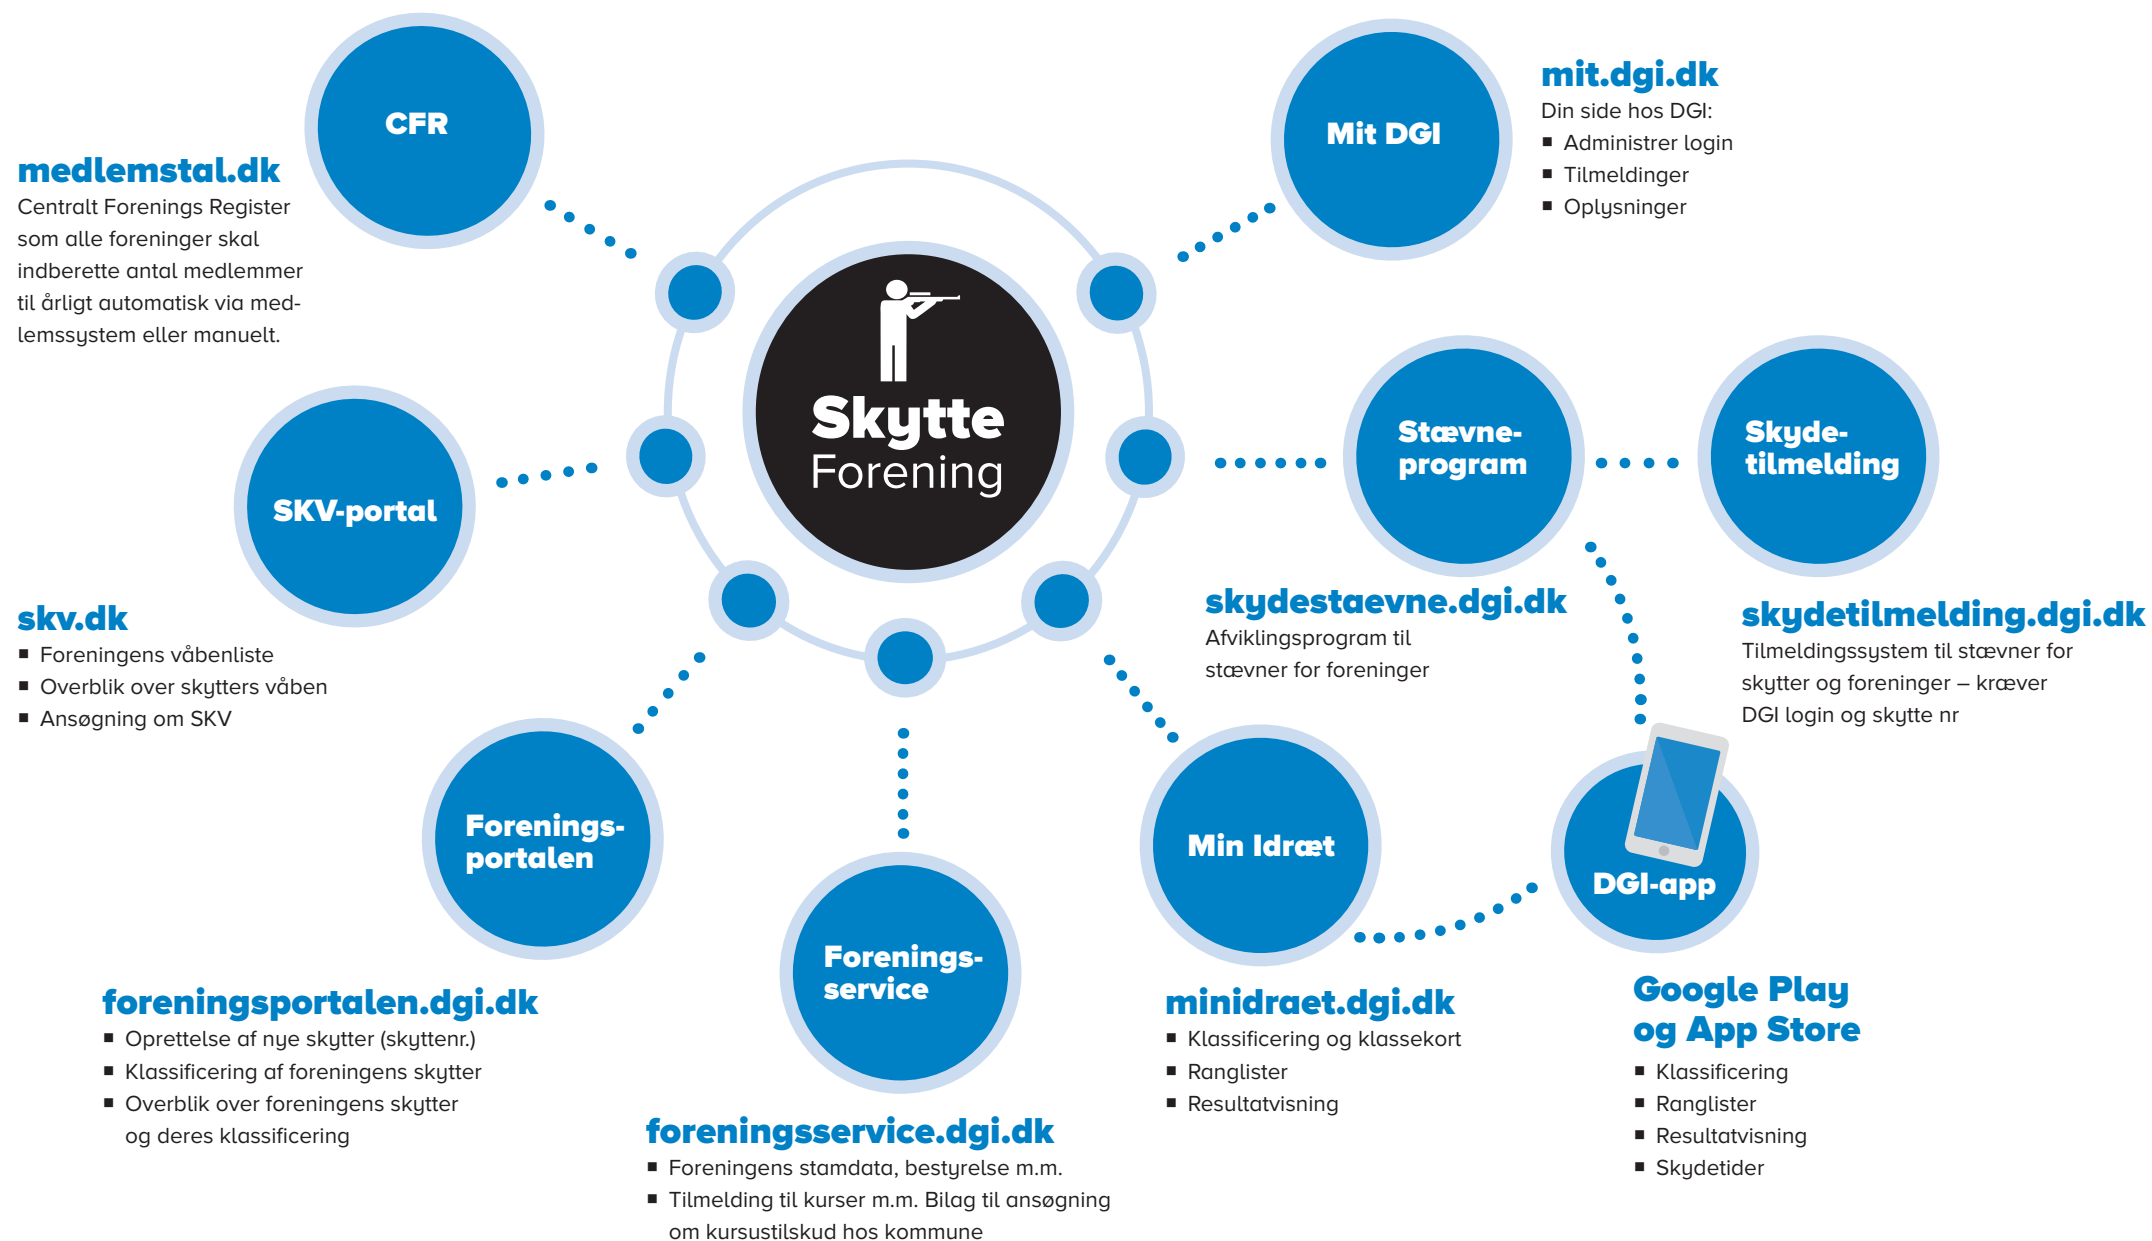 CFR
medlemstal.dk
Centralt Forenings Register
som alle foreninger skal
indberette antal medlemmer
til årligt automatisk via med-
lemssystem eller manuelt.
Mit DGI
mit.dgi.dk
Din side hos DGI:
▪ Administrer login
▪ Tilmeldinger
▪ Oplysninger
Skytte
Forening
SKV-portal
skv.dk
▪ Foreningens våbenliste
▪ Overblik over skytters våben
▪ Ansøgning om SKV
Stævne-
program
skydestaevne.dgi.dk
Afviklingsprogram til
stævner for foreninger
Skyde-
tilmelding
skydetilmelding.dgi.dk
Tilmeldingssystem til stævner for
skytter og foreninger – kræver
DGI login og skytte nr
Forenings-
portalen
foreningsportalen.dgi.dk
▪ Oprettelse af nye skytter (skyttenr.)
▪ Klassificering af foreningens skytter
▪ Overblik over foreningens skytter
og deres klassificering
Forenings-
service
foreningsservice.dgi.dk
▪ Foreningens stamdata, bestyrelse m.m.
▪ Tilmelding til kurser m.m. Bilag til ansøgning
om kursustilskud hos kommune
Min Idræt
minidraet.dgi.dk
▪ Klassificering og klassekort
▪ Ranglister
▪ Resultatvisning
DGI-app
Google Play
og App Store
▪ Klassificering
▪ Ranglister
▪ Resultatvisning
▪ Skydetider